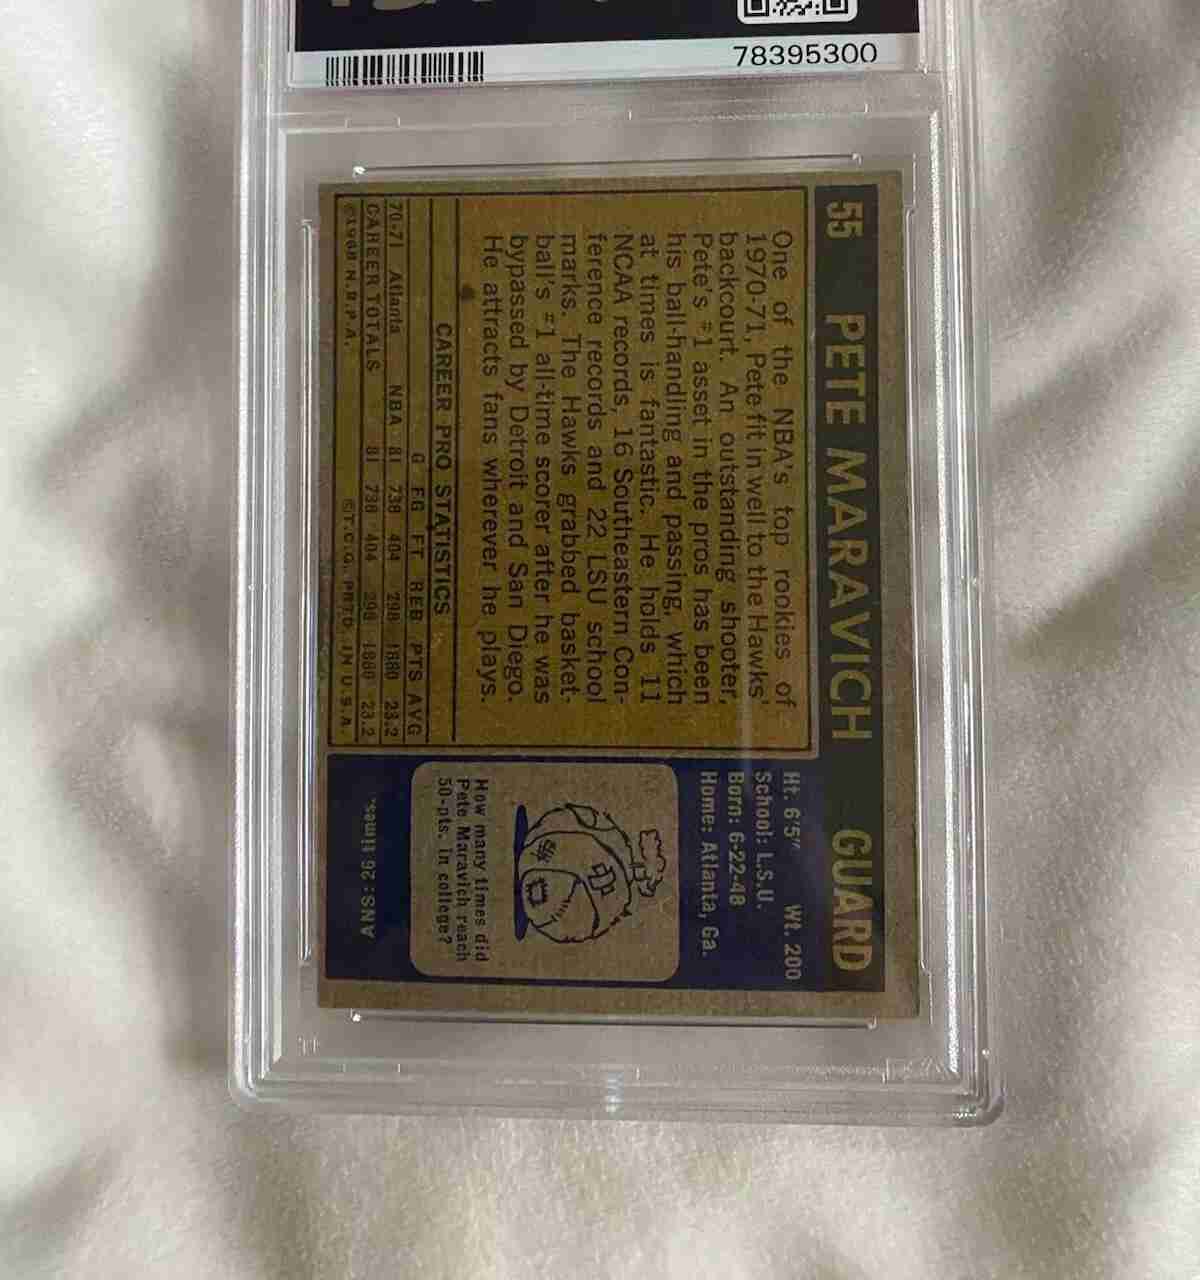 78395300
55 PETE MARAVICH GUARD
One of the NBA's top rookies of
1970-71, Pete fit in well to the Hawks'
backcourt. An outstanding shooter,
Pete's #1 asset in the pros has been
his ball-handling and passing, which
at times is fantastic. He holds 11
NCAA records, 16 Southeastern Con-
ference records and 22 LSU school
marks. The Hawks grabbed basket-
ball's #1 all-time scorer after he was
bypassed by Detroit and San Diego.
He attracts fans wherever he plays.
CAREER PRO STATISTICS
G FG FT REB PTS AVG
70-71 Atlanta NBA 81 738 404 298 1880 23.2
CAREER TOTALS 81 738 404 298 1880 23.2
©1968 N.B.P.A. ©T.C.G. PRTD. IN U.S.A.
Ht. 6'5" Wt. 200
School: L.S.U.
Born: 6-22-48
Home: Atlanta, Ga.
How many times did
Pete Maravich reach
50-pts. in college?
ANS: 26 times.